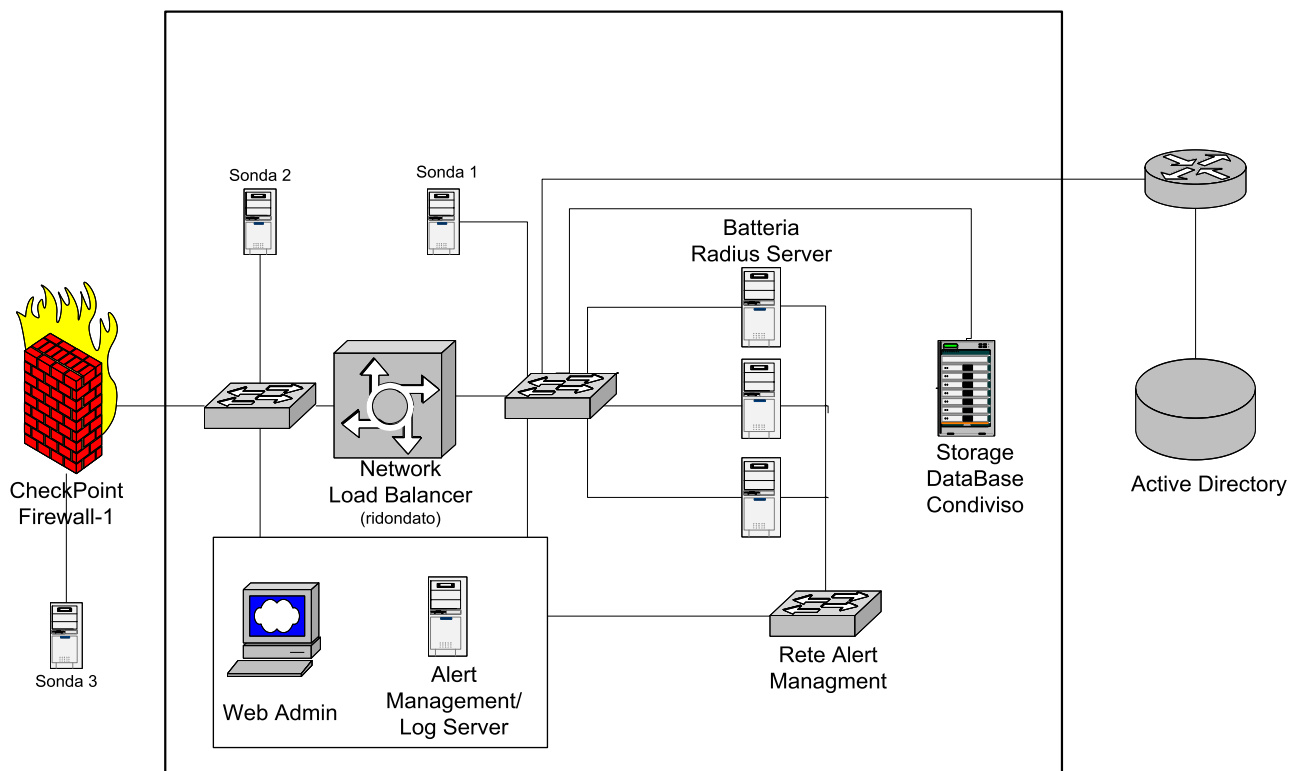 Sonda 2
Sonda 1
Batteria
Radius Server
CheckPoint
Firewall-1
Network
Load Balancer
(ridondato)
Storage
DataBase
Condiviso
Active Directory
Sonda 3
Web Admin
Alert
Management/
Log Server
Rete Alert
Managment